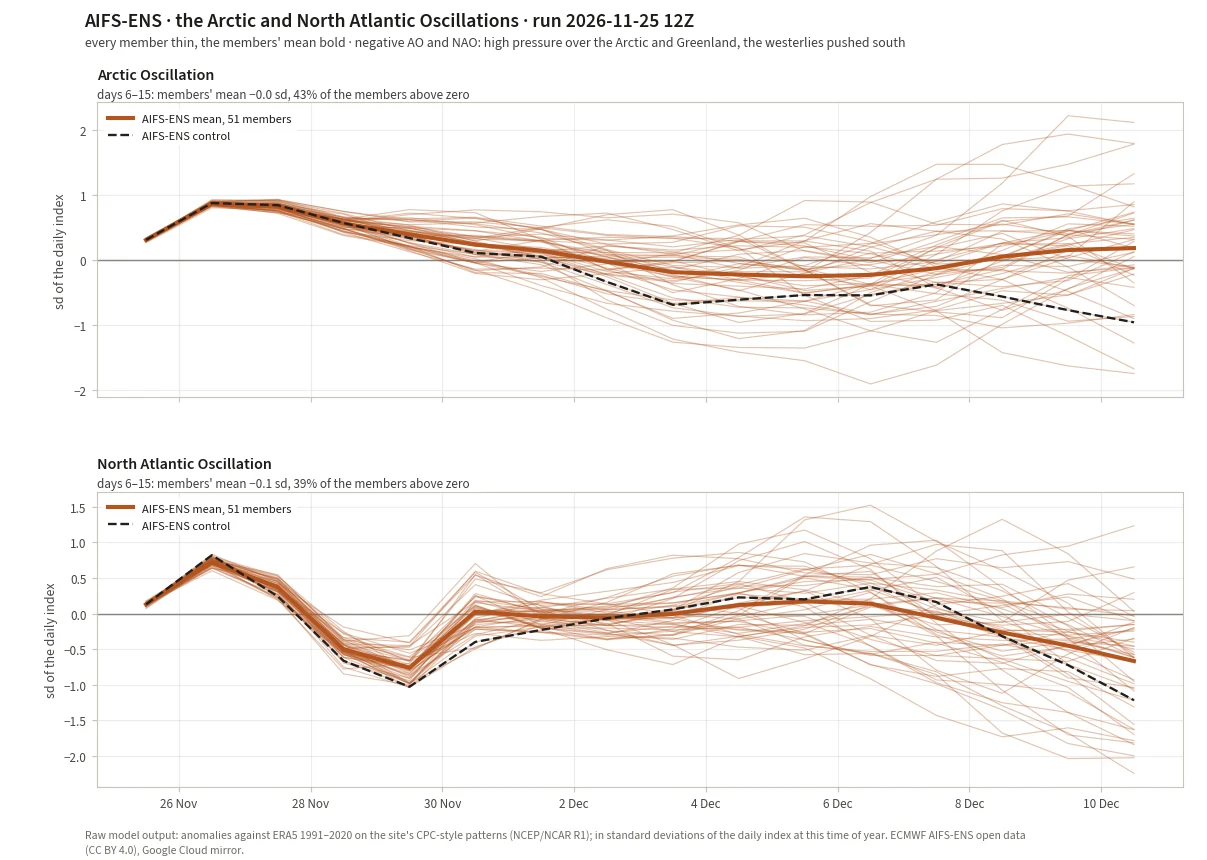 AIFS-ENS · the Arctic and North Atlantic Oscillations · run 2026-11-25 12Z
every member thin, the members' mean bold · negative AO and NAO: high pressure over the Arctic and Greenland, the westerlies pushed south
Arctic Oscillation
days 6–15: members' mean −0.0 sd, 43% of the members above zero
AIFS-ENS mean, 51 members
AIFS-ENS control
sd of the daily index
2
1
0
−1
−2
North Atlantic Oscillation
days 6–15: members' mean −0.1 sd, 39% of the members above zero
AIFS-ENS mean, 51 members
AIFS-ENS control
sd of the daily index
1.5
1.0
0.5
0.0
−0.5
−1.0
−1.5
−2.0
26 Nov
28 Nov
30 Nov
2 Dec
4 Dec
6 Dec
8 Dec
10 Dec
Raw model output: anomalies against ERA5 1991–2020 on the site's CPC-style patterns (NCEP/NCAR R1); in standard deviations of the daily index at this time of year. ECMWF AIFS-ENS open data
(CC BY 4.0), Google Cloud mirror.